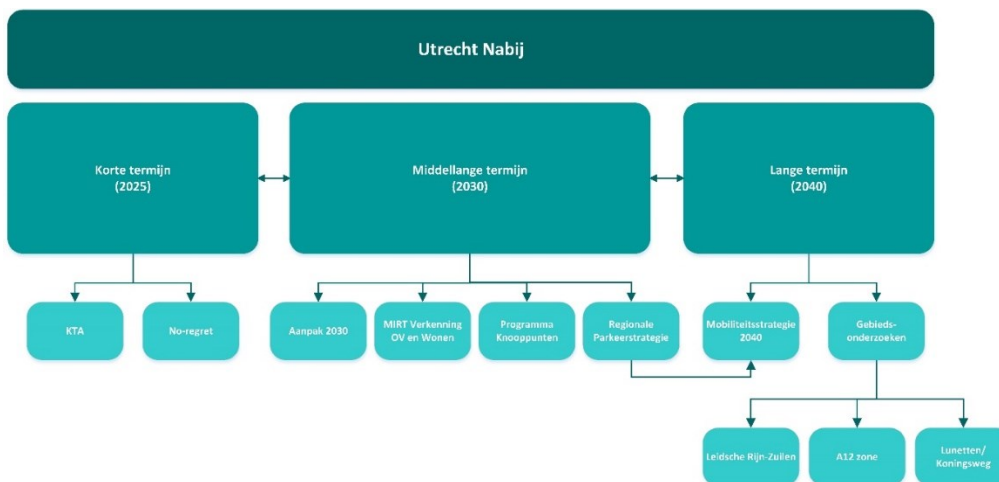 Utrecht Nabij
Korte termijn
(2025)
Middellange termijn
(2030)
Lange termijn
(2040)
KTA
No-regret
Aanpak 2030
MIRT Verkenning
OV en Wonen
Programma
Knooppunten
Regionale
Parkeerstrategie
Mobiliteitsstrategie
2040
Gebieds-
onderzoeken
Leidsche Rijn-Zuilen
A12 zone
Lunetten/
Koningsweg